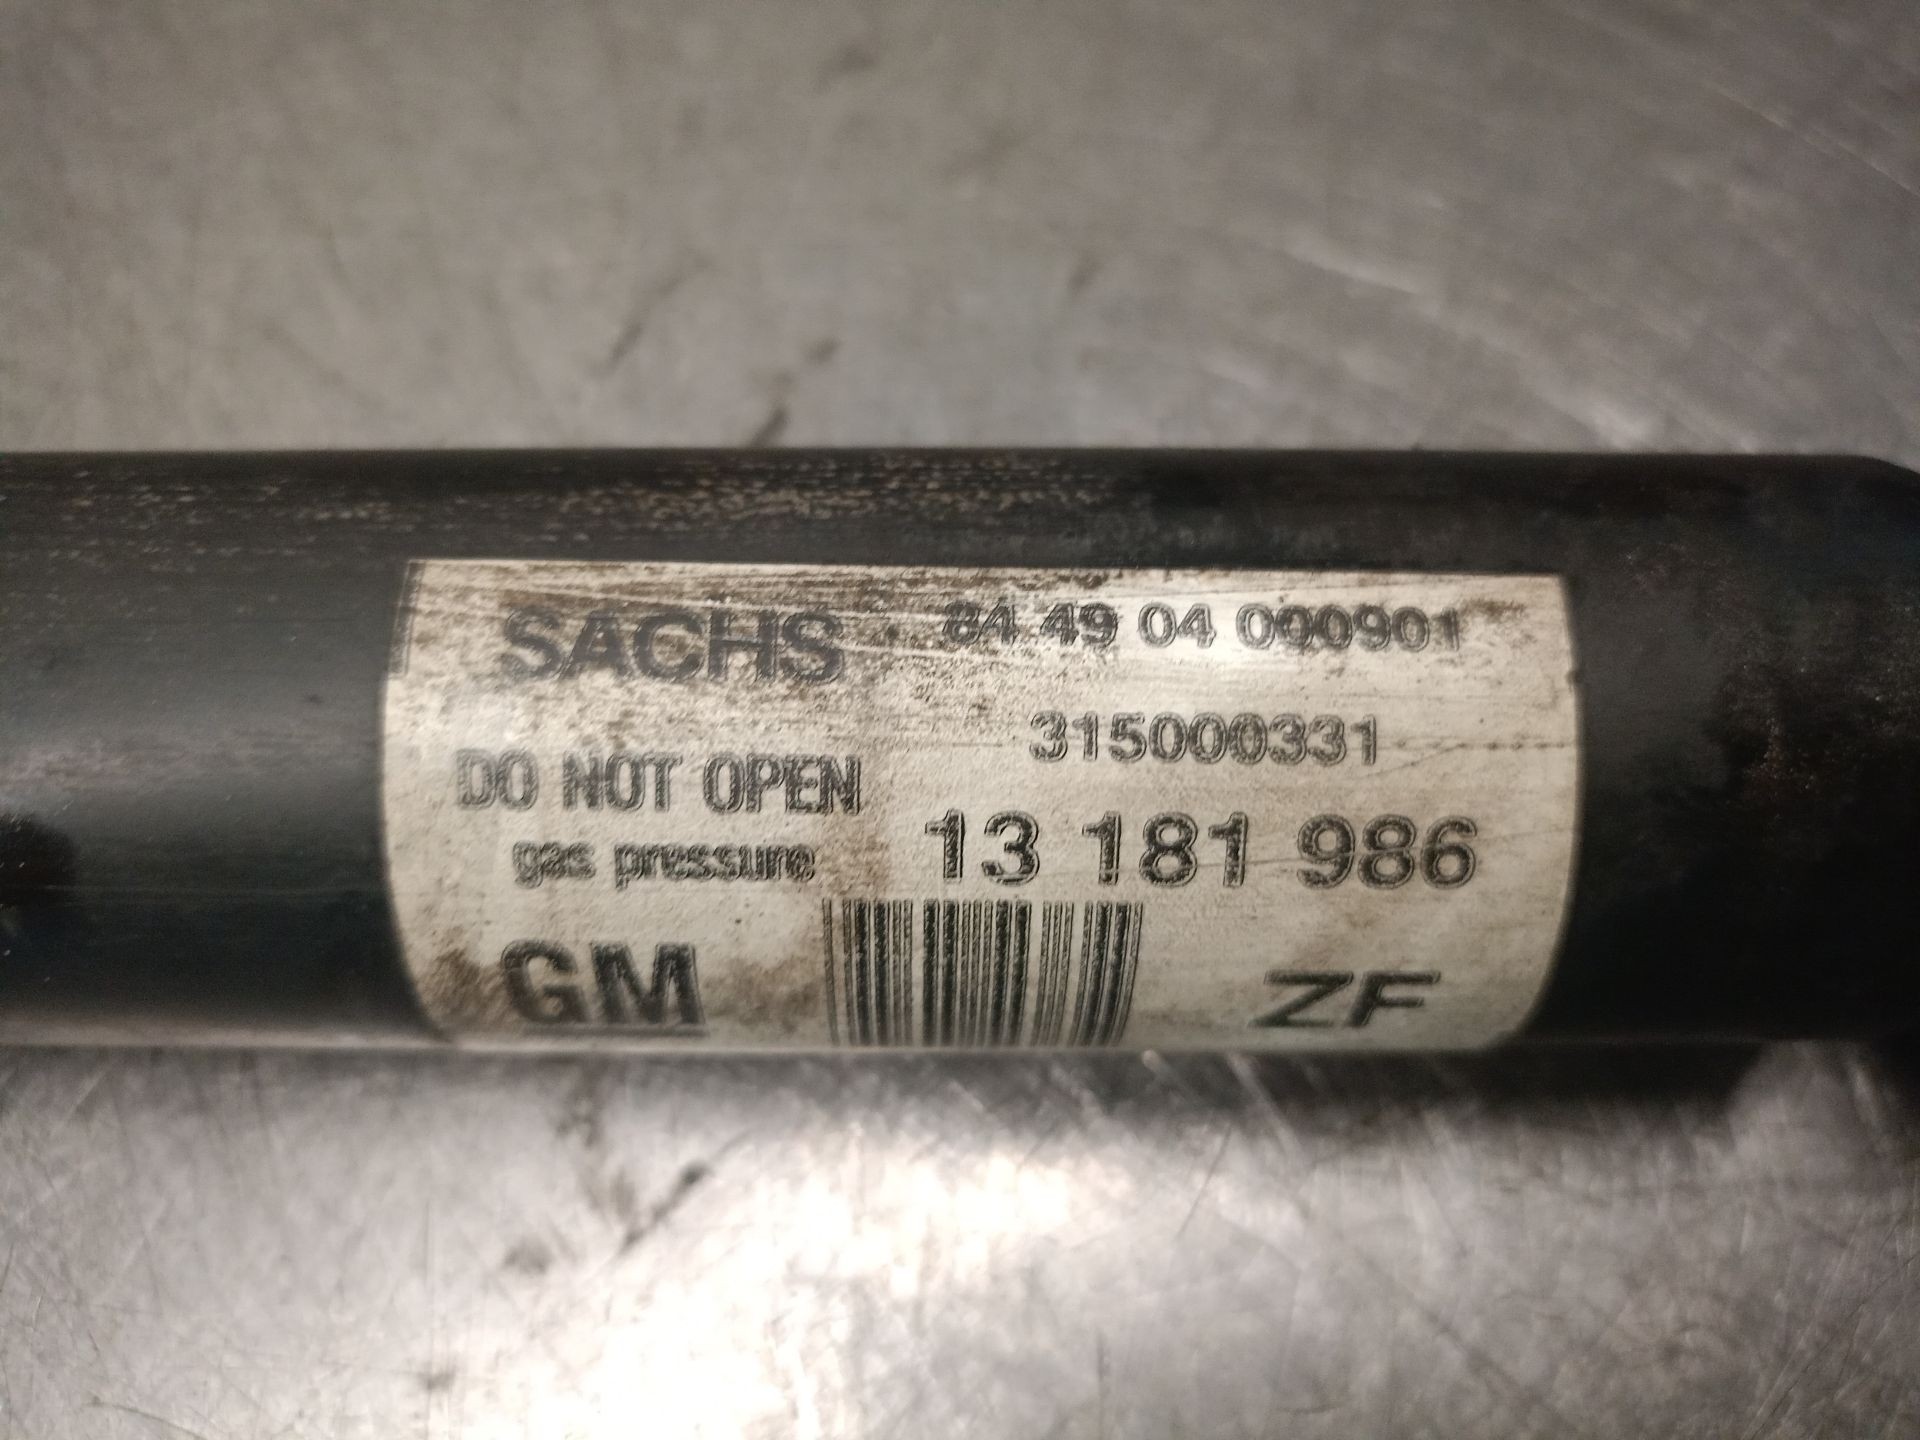 SACHS 84 49 04 000901
315000331
DO NOT OPEN
gas pressure
13 181 986
GM
ZF